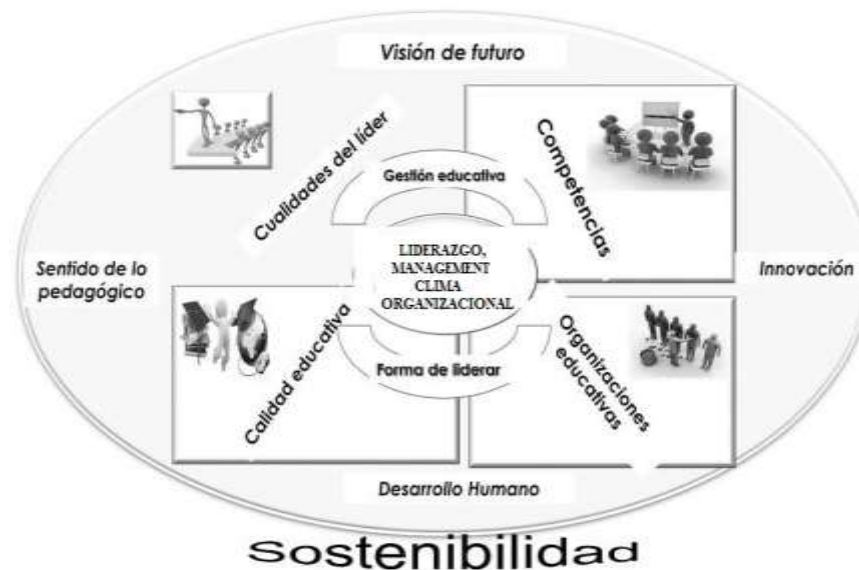 Visión de futuro
Cualidades del líder
Competencias
Gestión educativa
Sentido de lo
pedagógico
LIDERAZGO,
MANAGEMENT
CLIMA
ORGANIZACIONAL
Innovación
Calidad educativa
Forma de liderar
Organizaciones
educativas
Desarrollo Humano
Sostenibilidad